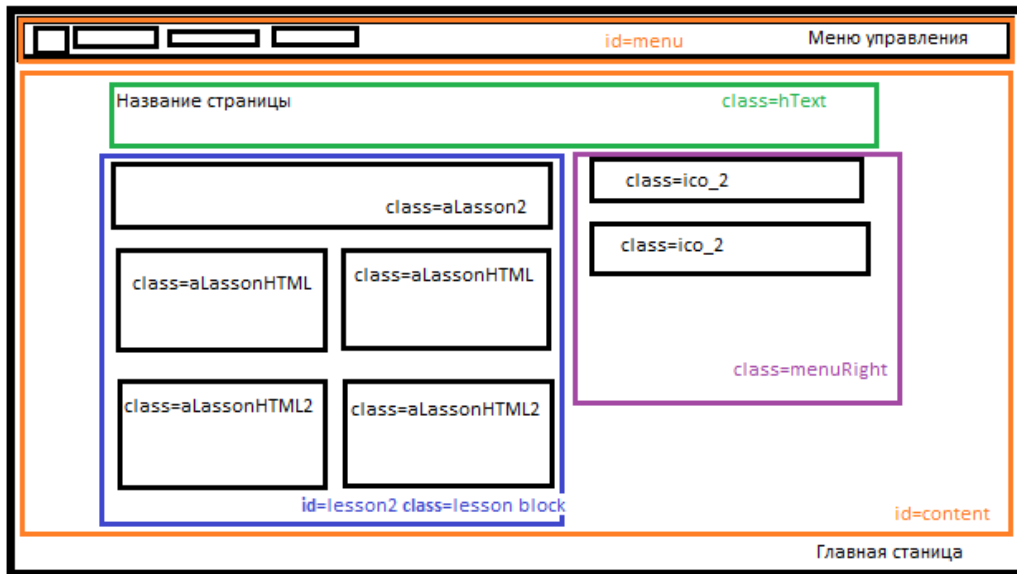 id=menu
Меню управления
Название страницы
class=hText
class=aLasson2
class=ico_2
class=ico_2
class=aLassonHTML
class=aLassonHTML
class=menuRight
class=aLassonHTML2
class=aLassonHTML2
id=lesson2 class=lesson block
id=content
Главная станица